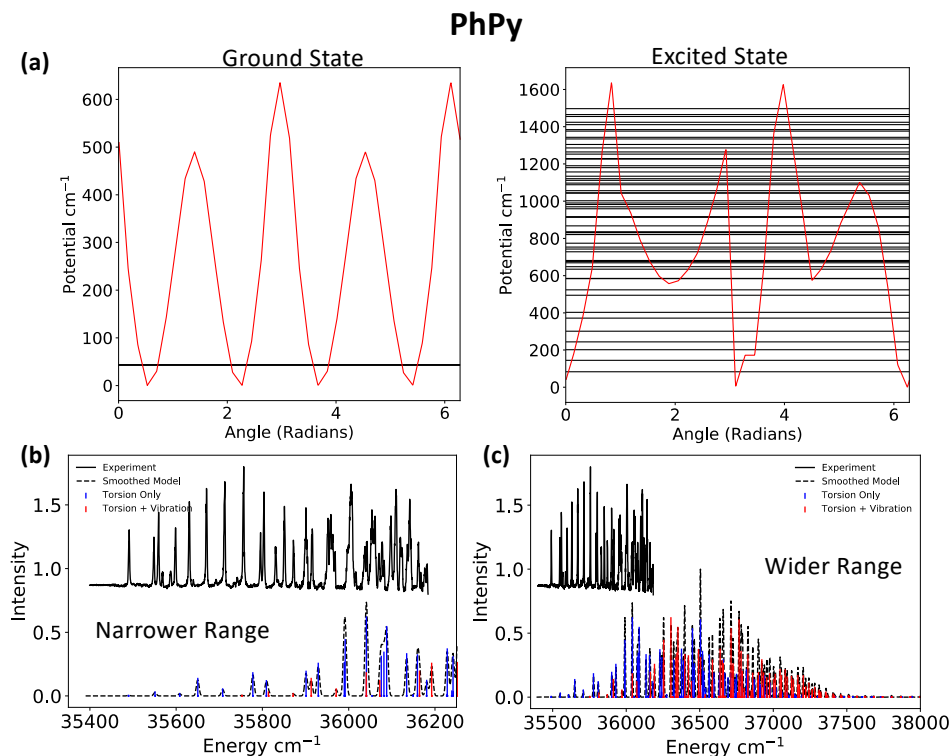 PhPy
(a)
Ground State
Excited State
Potential cm⁻¹
600
500
400
300
200
100
0
0
2
4
6
Angle (Radians)
Potential cm⁻¹
1600
1400
1200
1000
800
600
400
200
0
0
2
4
6
Angle (Radians)
(b)
Experiment
Smoothed Model
Torsion Only
Torsion + Vibration
Intensity
1.5
1.0
0.5
0.0
Narrower Range
35400
35600
35800
36000
36200
Energy cm⁻¹
(c)
Experiment
Smoothed Model
Torsion Only
Torsion + Vibration
Intensity
1.5
1.0
0.5
0.0
Wider Range
35500
36000
36500
37000
37500
38000
Energy cm⁻¹